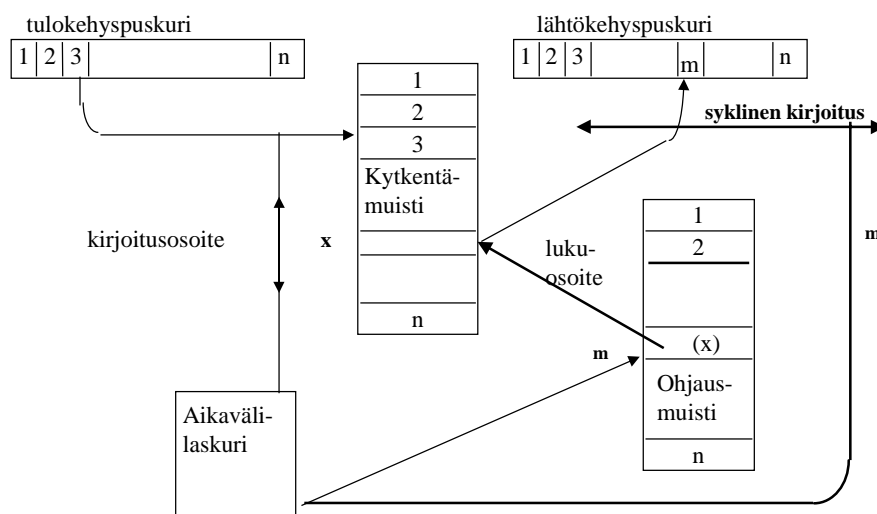 tulokehyspuskuri
1 2 3 n
lähtökehyspuskuri
1 2 3 m n
syklinen kirjoitus
1
2
3
Kytkentä-
muisti
n
kirjoitusosoite
x
luku-
osoite
1
2
(x)
Ohjaus-
muisti
n
m
m
Aikaväli-
laskuri